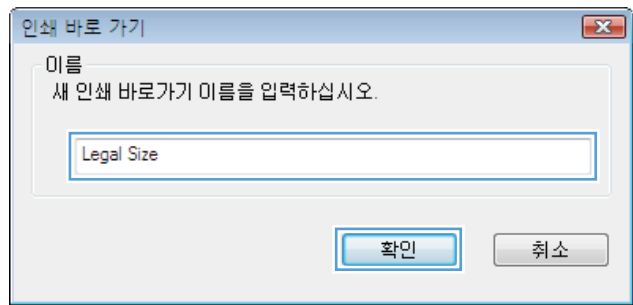 인쇄 바로 가기
이름
새 인쇄 바로가기 이름을 입력하십시오.
Legal Size
확인
취소